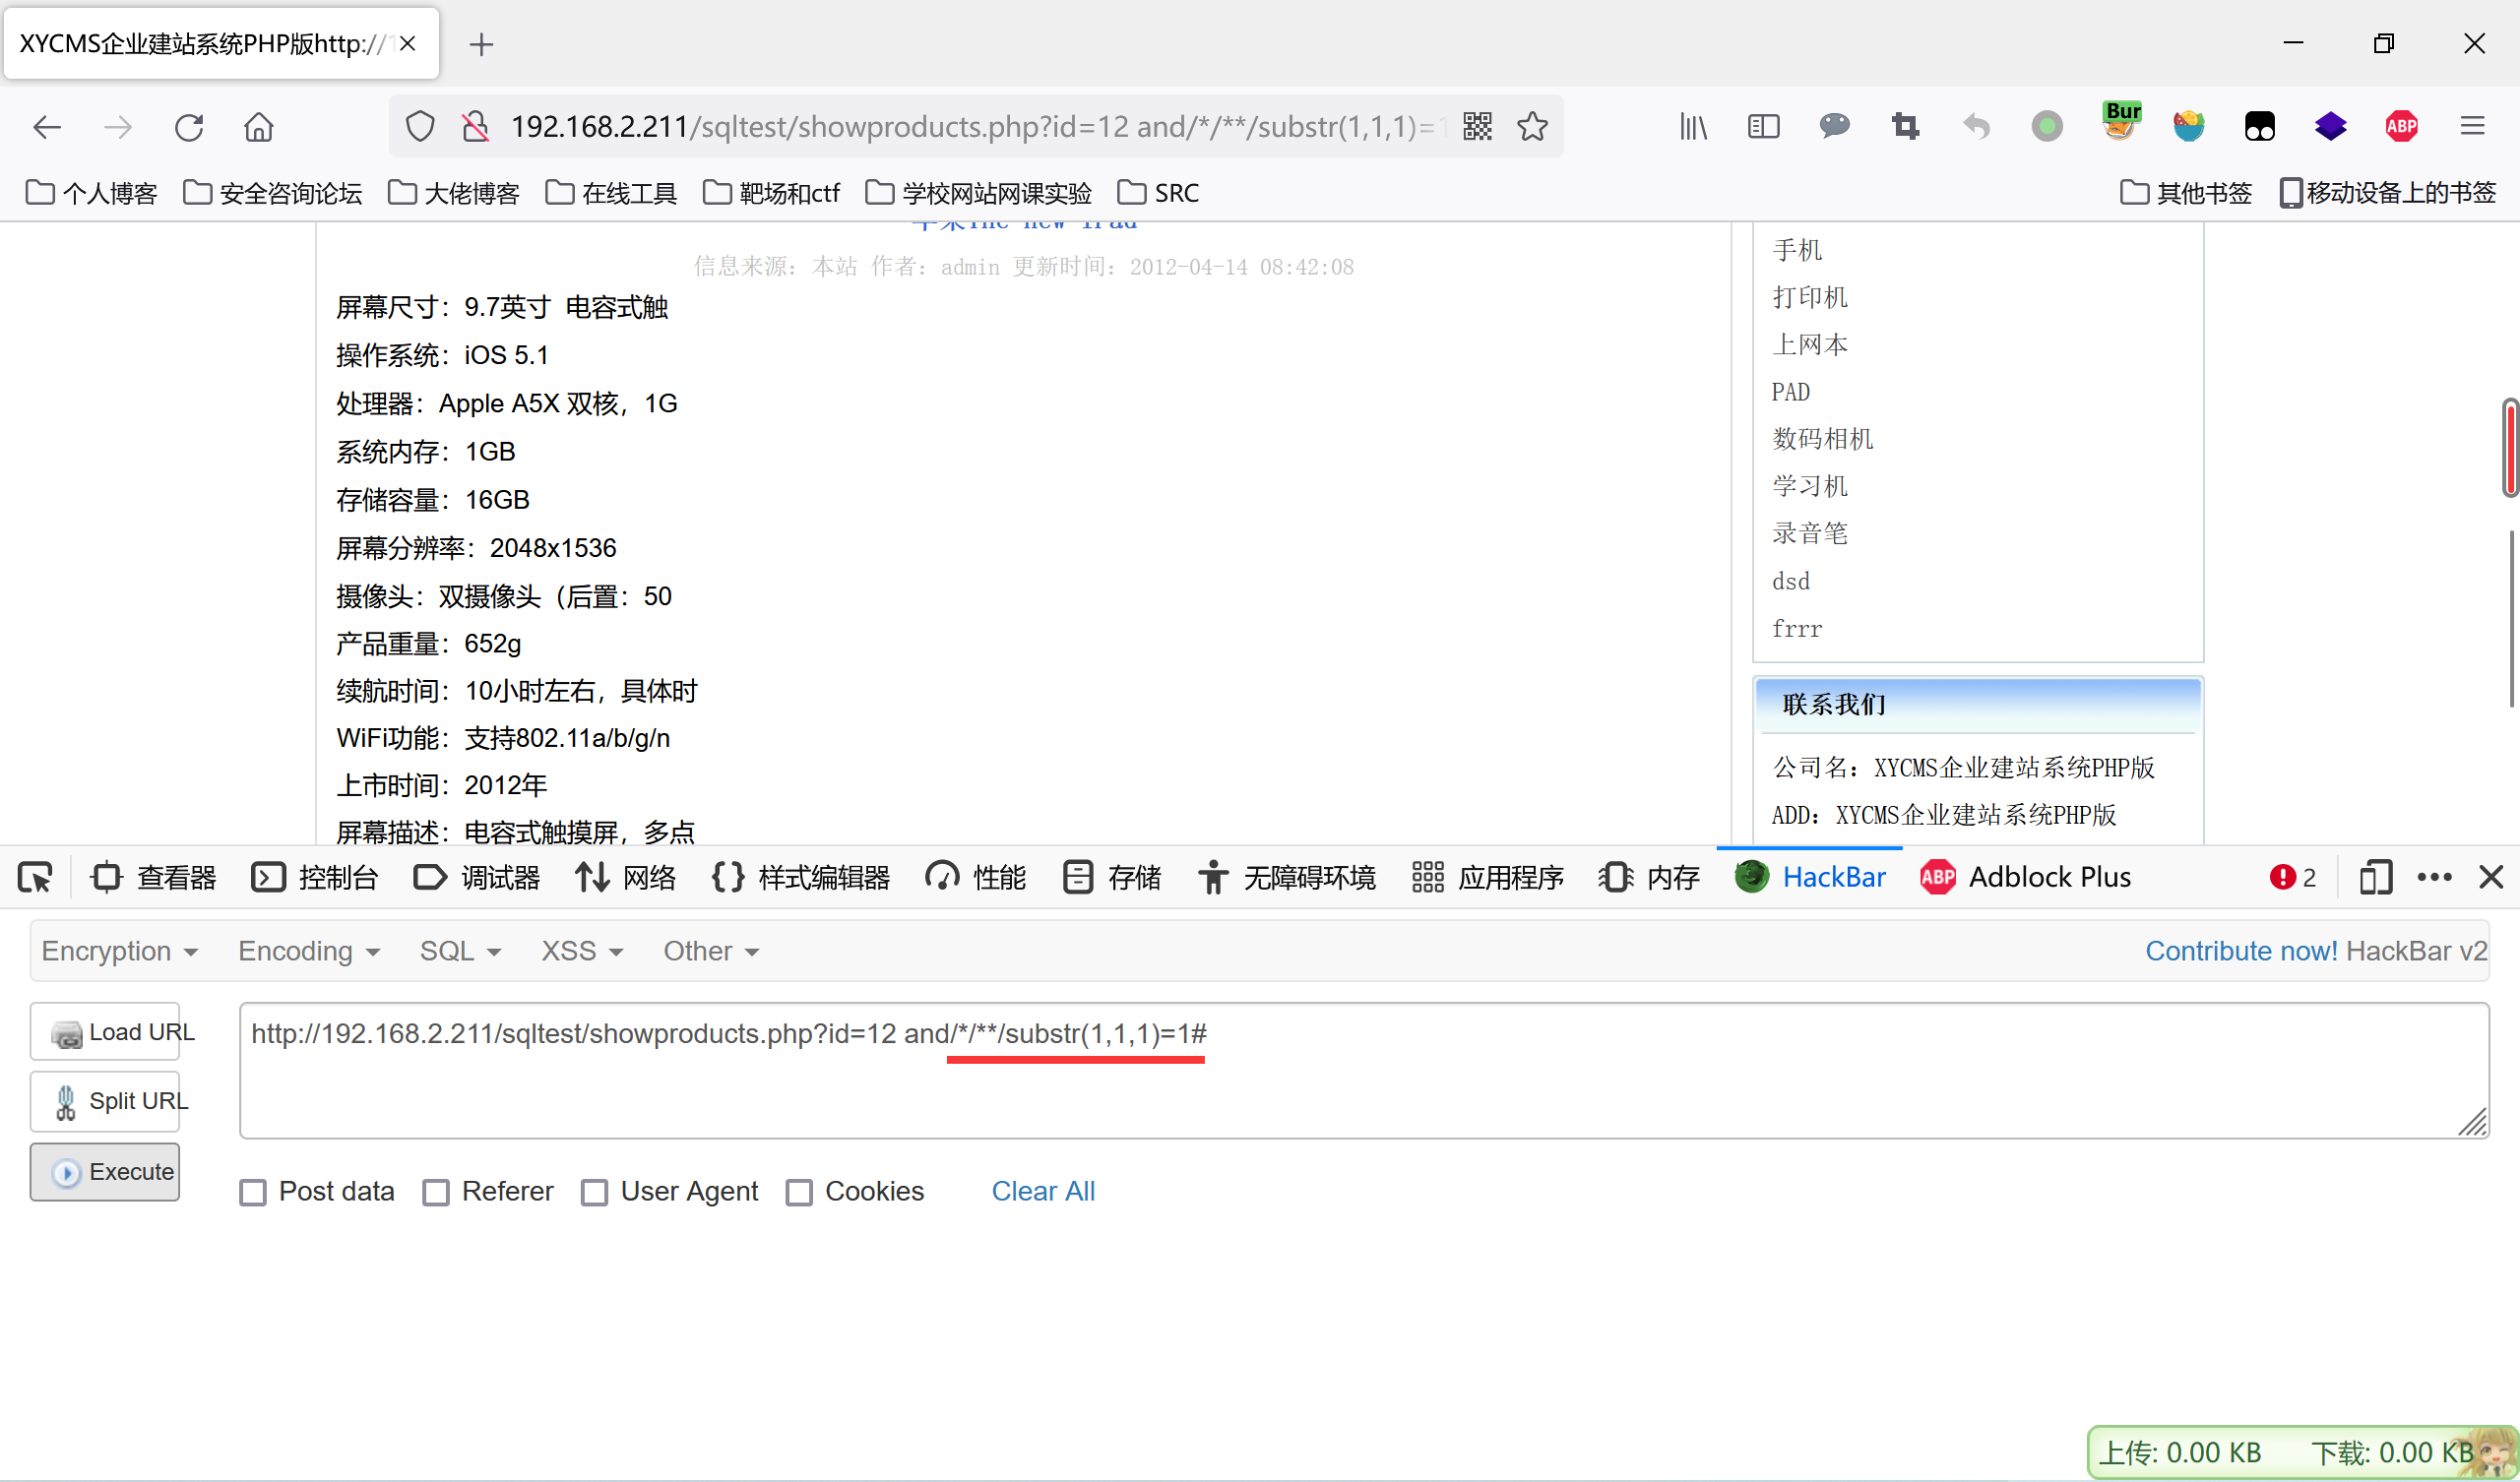 XYCMS企业建站系统PHP版http://1
192.168.2.211/sqltest/showproducts.php?id=12 and/*/**/substr(1,1,1)=1
Bur
ABP
个人博客 安全咨询论坛 大佬博客 在线工具 靶场和ctf 学校网站网课实验 SRC 其他书签 移动设备上的书签
苹果The new iPad
信息来源：本站 作者：admin 更新时间：2012-04-14 08:42:08
屏幕尺寸：9.7英寸 电容式触
操作系统：iOS 5.1
处理器：Apple A5X 双核，1G
系统内存：1GB
存储容量：16GB
屏幕分辨率：2048x1536
摄像头：双摄像头（后置：50
产品重量：652g
续航时间：10小时左右，具体时
WiFi功能：支持802.11a/b/g/n
上市时间：2012年
屏幕描述：电容式触摸屏，多点
手机
打印机
上网本
PAD
数码相机
学习机
录音笔
dsd
frrr
联系我们
公司名：XYCMS企业建站系统PHP版
ADD：XYCMS企业建站系统PHP版
查看器 控制台 调试器 网络 样式编辑器 性能 存储 无障碍环境 应用程序 内存 HackBar ABP Adblock Plus 2
Encryption Encoding SQL XSS Other Contribute now! HackBar v2
Load URL
http://192.168.2.211/sqltest/showproducts.php?id=12 and/*/**/substr(1,1,1)=1#
Split URL
Execute
Post data Referer User Agent Cookies Clear All
上传: 0.00 KB 下载: 0.00 KB